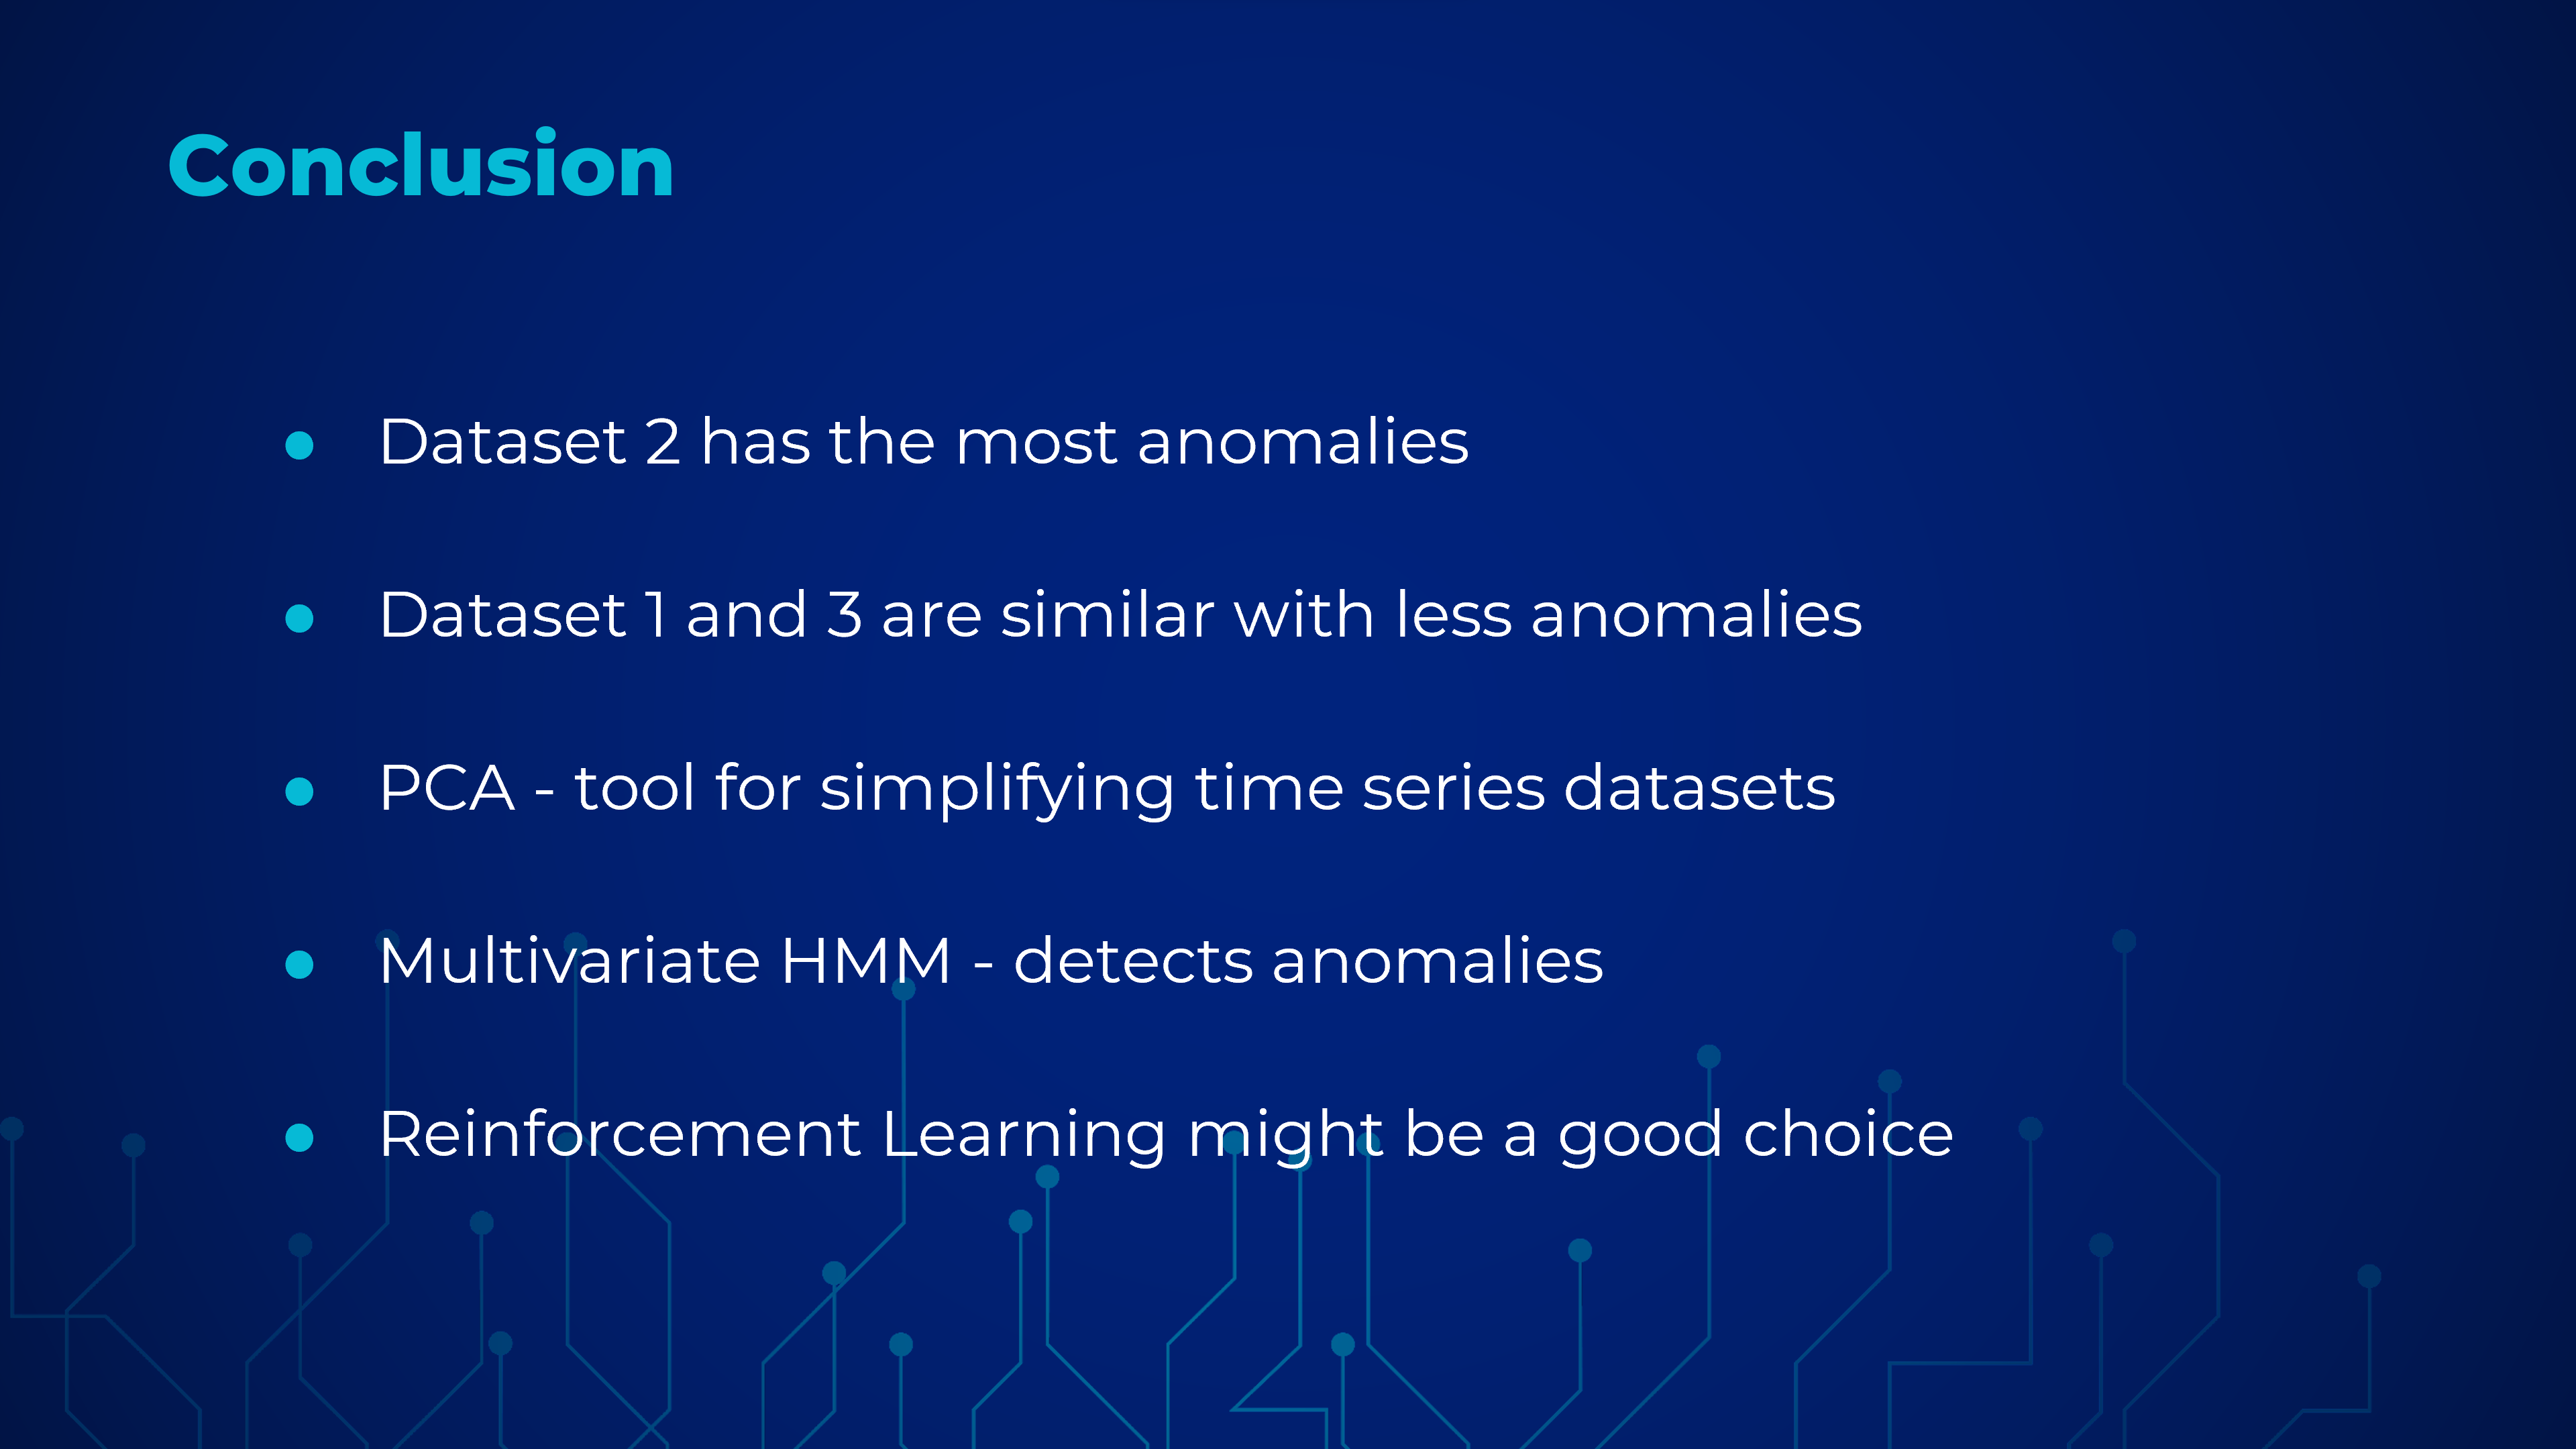 Conclusion
● Dataset 2 has the most anomalies
● Dataset 1 and 3 are similar with less anomalies
● PCA - tool for simplifying time series datasets
● Multivariate HMM - detects anomalies
● Reinforcement Learning might be a good choice